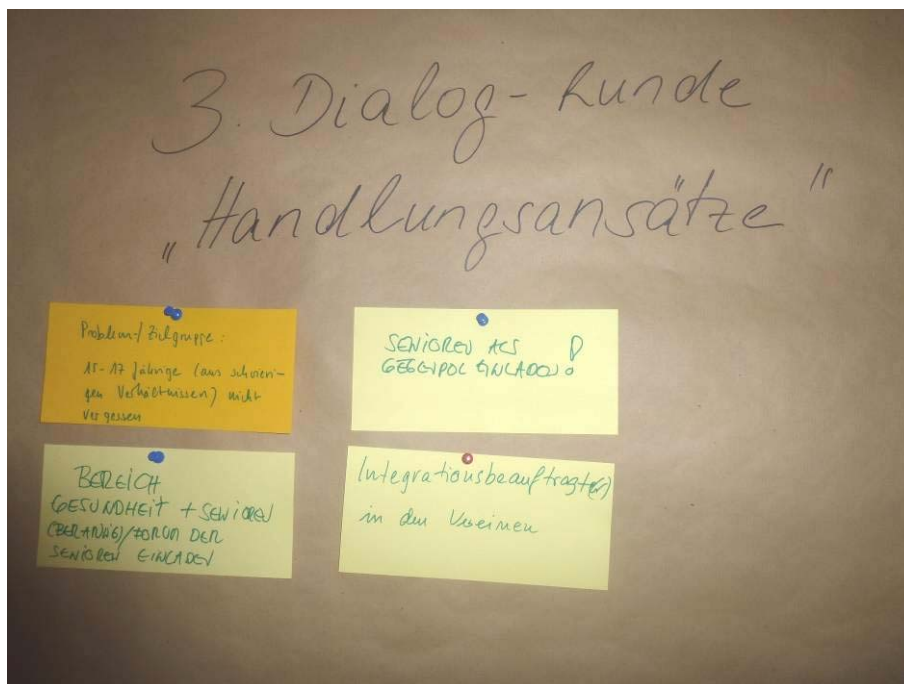 3. Dialog-Runde
„Handlungsansätze"
Problem-/Zielgruppe:
15-17 Jährige (aus schwieri-
gen Verhältnissen) nicht
vergessen
SENIOREN ALS
GEGENPOL EINLADEN!
BEREICH
GESUNDHEIT + SENIOREN
(BERATUNG)/FORUM DER
SENIOREN EINLADEN
Integrationsbeauftragte(r)
in den Vereinen